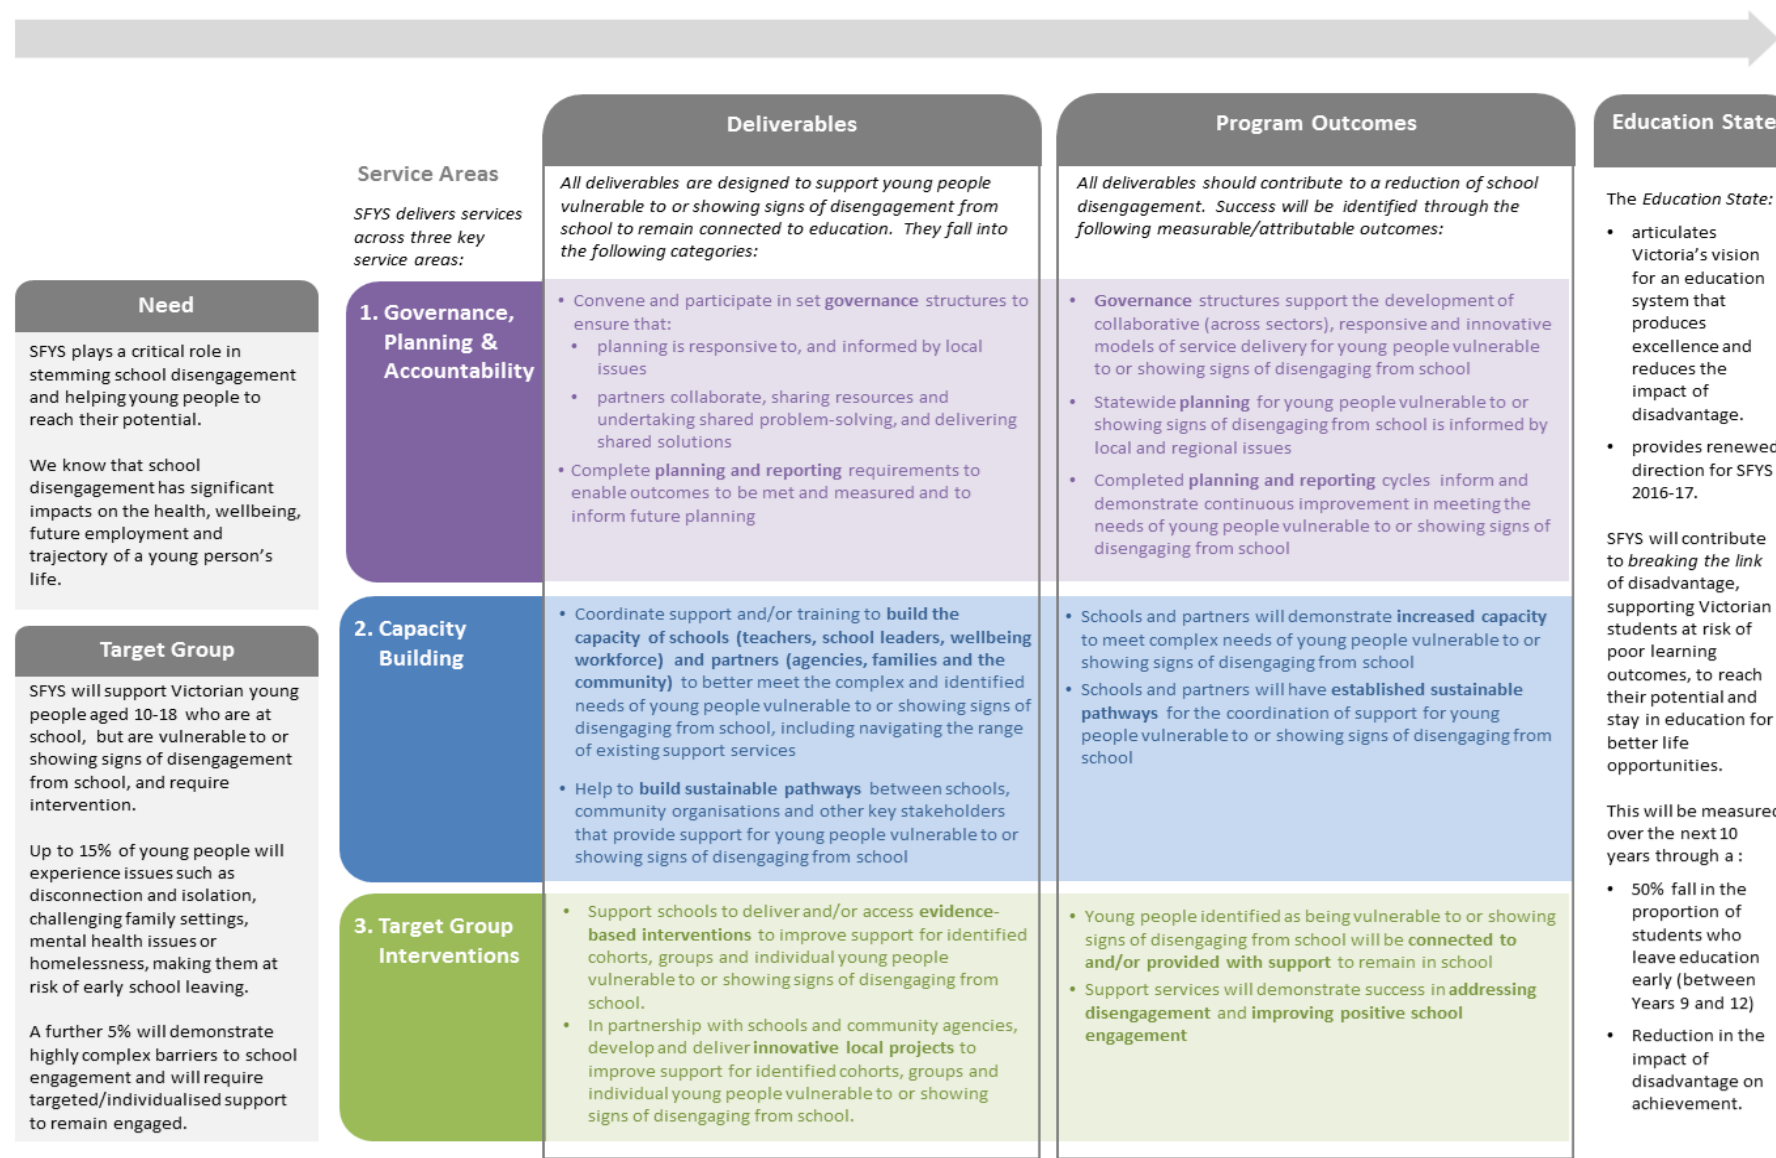 Need
SFYS plays a critical role in
stemming school disengagement
and helping young people to
reach their potential.
We know that school
disengagement has significant
impacts on the health, wellbeing,
future employment and
trajectory of a young person's
life.
Target Group
SFYS will support Victorian young
people aged 10-18 who are at
school, but are vulnerable to or
showing signs of disengagement
from school, and require
intervention.
Up to 15% of young people will
experience issues such as
disconnection and isolation,
challenging family settings,
mental health issues or
homelessness, making them at
risk of early school leaving.
A further 5% will demonstrate
highly complex barriers to school
engagement and will require
targeted/individualised support
to remain engaged.
Service Areas
SFYS delivers services
across three key
service areas:
Deliverables
All deliverables are designed to support young people
vulnerable to or showing signs of disengagement from
school to remain connected to education. They fall into
the following categories:
Program Outcomes
All deliverables should contribute to a reduction of school
disengagement. Success will be identified through the
following measurable/attributable outcomes:
1. Governance,
Planning &
Accountability
• Convene and participate in set governance structures to
ensure that:
• planning is responsive to, and informed by local
issues
• partners collaborate, sharing resources and
undertaking shared problem-solving, and delivering
shared solutions
• Complete planning and reporting requirements to
enable outcomes to be met and measured and to
inform future planning
• Governance structures support the development of
collaborative (across sectors), responsive and innovative
models of service delivery for young people vulnerable
to or showing signs of disengaging from school
• Statewide planning for young people vulnerable to or
showing signs of disengaging from school is informed by
local and regional issues
• Completed planning and reporting cycles inform and
demonstrate continuous improvement in meeting the
needs of young people vulnerable to or showing signs of
disengaging from school
2. Capacity
Building
• Coordinate support and/or training to build the
capacity of schools (teachers, school leaders, wellbeing
workforce) and partners (agencies, families and the
community) to better meet the complex and identified
needs of young people vulnerable to or showing signs of
disengaging from school, including navigating the range
of existing support services
• Help to build sustainable pathways between schools,
community organisations and other key stakeholders
that provide support for young people vulnerable to or
showing signs of disengaging from school
• Schools and partners will demonstrate increased capacity
to meet complex needs of young people vulnerable to or
showing signs of disengaging from school
• Schools and partners will have established sustainable
pathways for the coordination of support for young
people vulnerable to or showing signs of disengaging from
school
3. Target Group
Interventions
• Support schools to deliver and/or access evidence-
based interventions to improve support for identified
cohorts, groups and individual young people
vulnerable to or showing signs of disengaging from
school.
• In partnership with schools and community agencies,
develop and deliver innovative local projects to
improve support for identified cohorts, groups and
individual young people vulnerable to or showing
signs of disengaging from school.
• Young people identified as being vulnerable to or showing
signs of disengaging from school will be connected to
and/or provided with support to remain in school
• Support services will demonstrate success in addressing
disengagement and improving positive school
engagement
Education State
The Education State:
• articulates
Victoria's vision
for an education
system that
produces
excellence and
reduces the
impact of
disadvantage.
• provides renewed
direction for SFYS
2016-17.
SFYS will contribute
to breaking the link
of disadvantage,
supporting Victorian
students at risk of
poor learning
outcomes, to reach
their potential and
stay in education for
better life
opportunities.
This will be measured
over the next 10
years through a :
• 50% fall in the
proportion of
students who
leave education
early (between
Years 9 and 12)
• Reduction in the
impact of
disadvantage on
achievement.